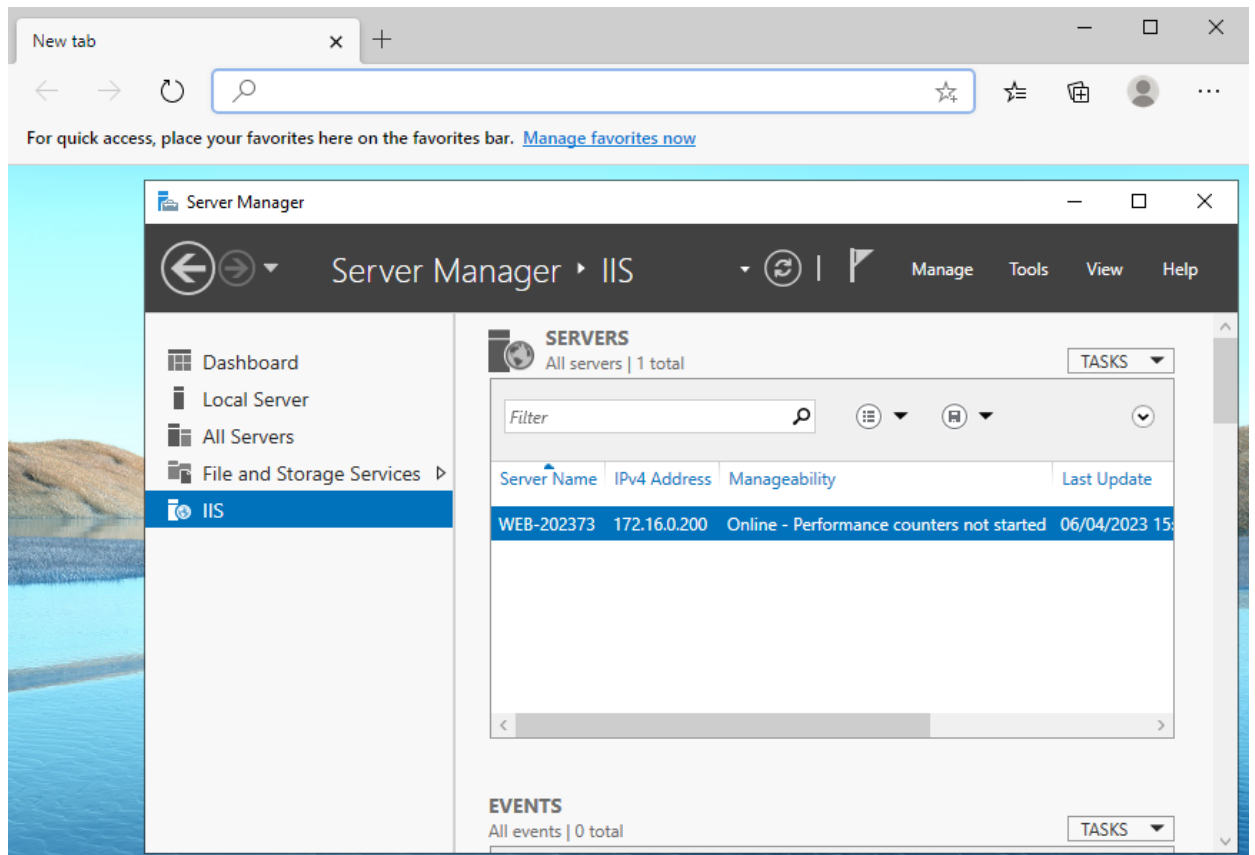 New tab
For quick access, place your favorites here on the favorites bar. Manage favorites now
Server Manager
Server Manager ‣ IIS
Manage Tools View Help
Dashboard
Local Server
All Servers
File and Storage Services
IIS
SERVERS
All servers | 1 total
TASKS
Filter
Server Name IPv4 Address Manageability Last Update
WEB-202373 172.16.0.200 Online - Performance counters not started 06/04/2023 15:
EVENTS
All events | 0 total
TASKS